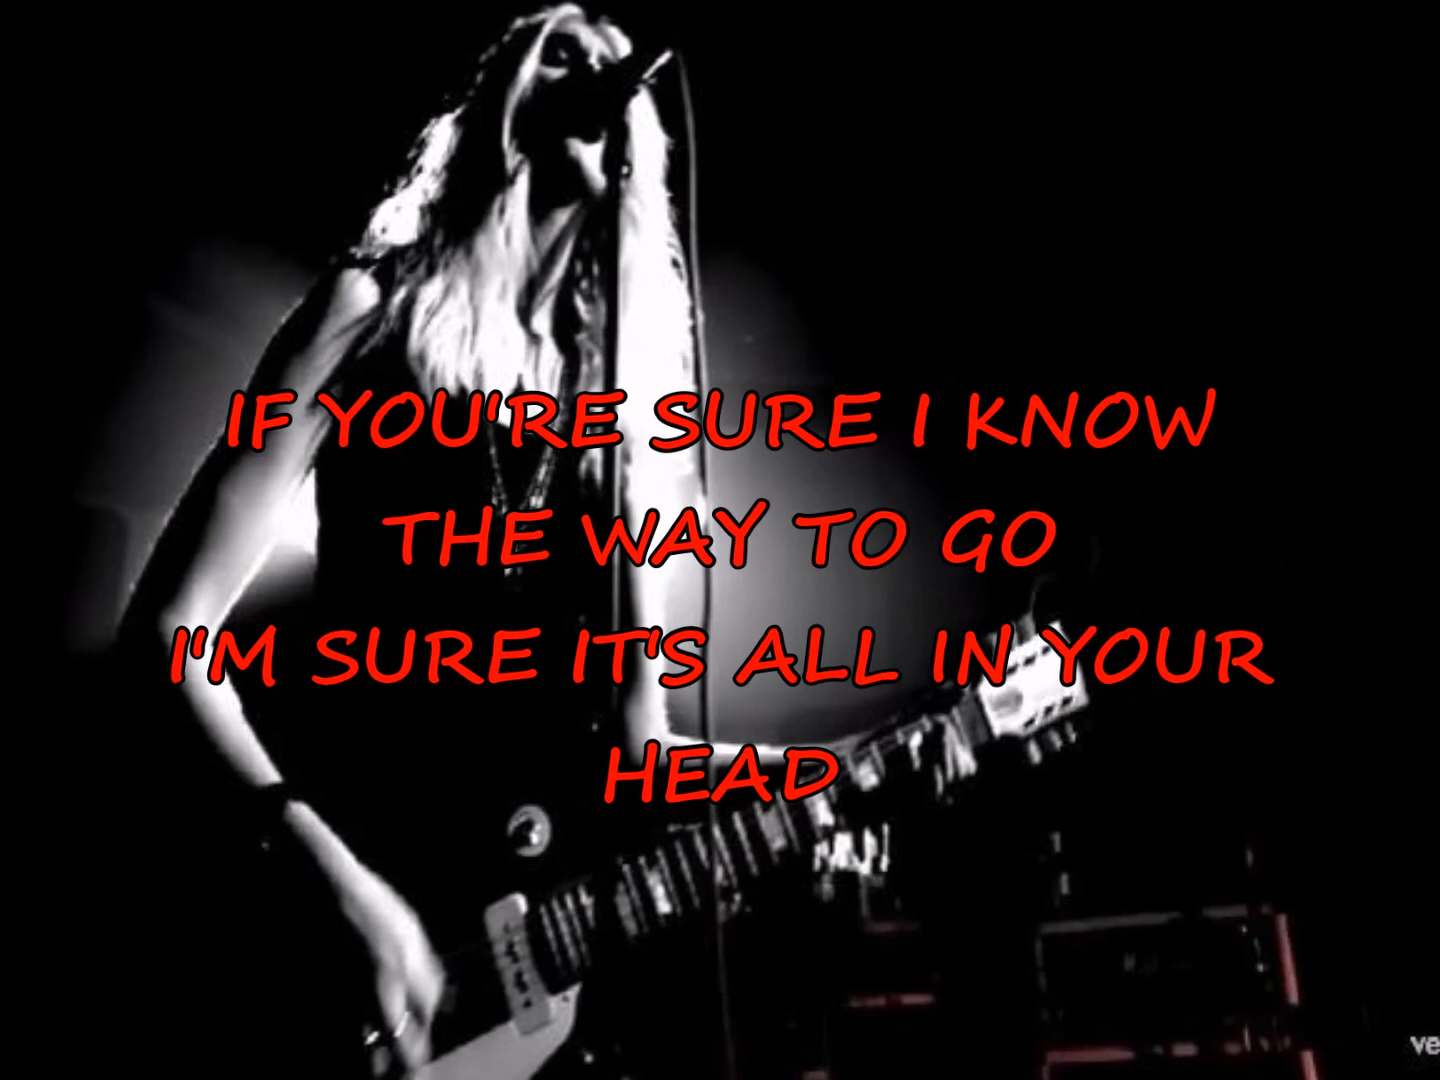 IF YOU'RE SURE I KNOW
THE WAY TO GO
I'M SURE IT'S ALL IN YOUR
HEAD